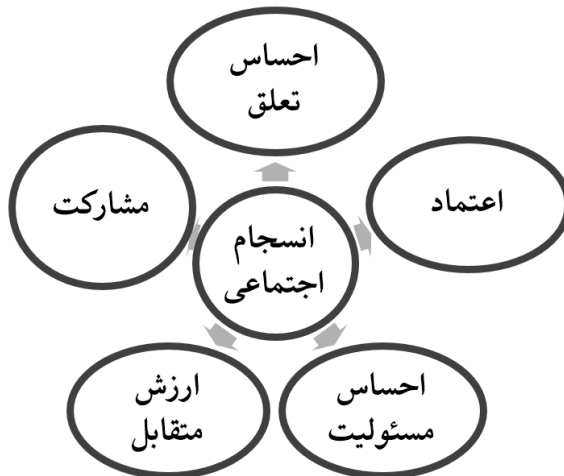 احساس
تعلق
اعتماد
مشارکت
انسجام
اجتماعی
احساس
مسئولیت
ارزش
متقابل